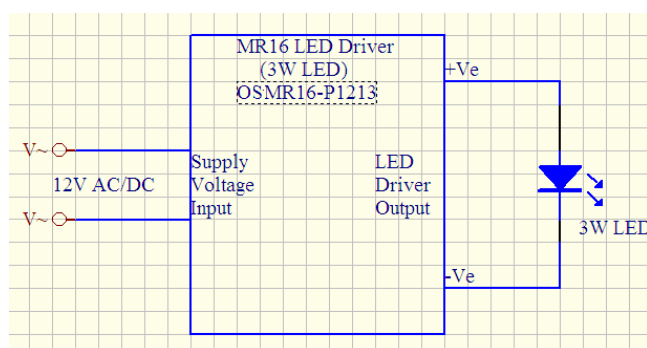 MR16 LED Driver
(3W LED)
OSMR16-P1213
+Ve
V~
Supply
Voltage
Input
LED
Driver
Output
12V AC/DC
V~
3W LED
-Ve